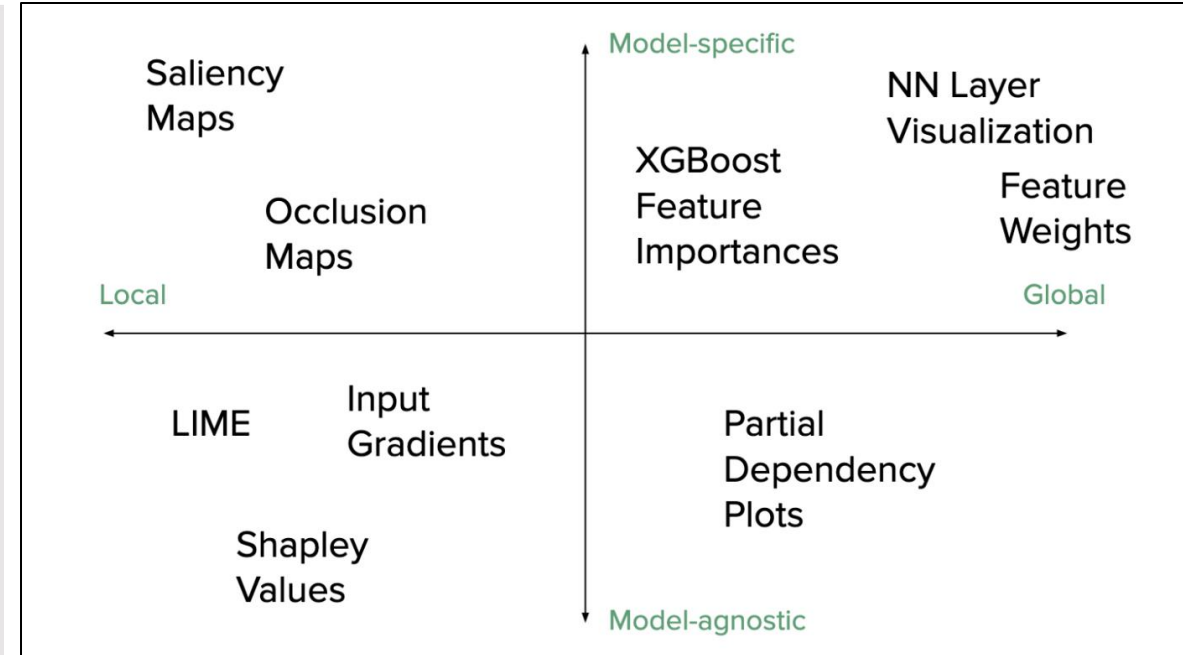 Model-specific
Saliency
Maps
NN Layer
Visualization
XGBoost
Feature
Importances
Feature
Weights
Occlusion
Maps
Local
Global
LIME
Input
Gradients
Partial
Dependency
Plots
Shapley
Values
Model-agnostic